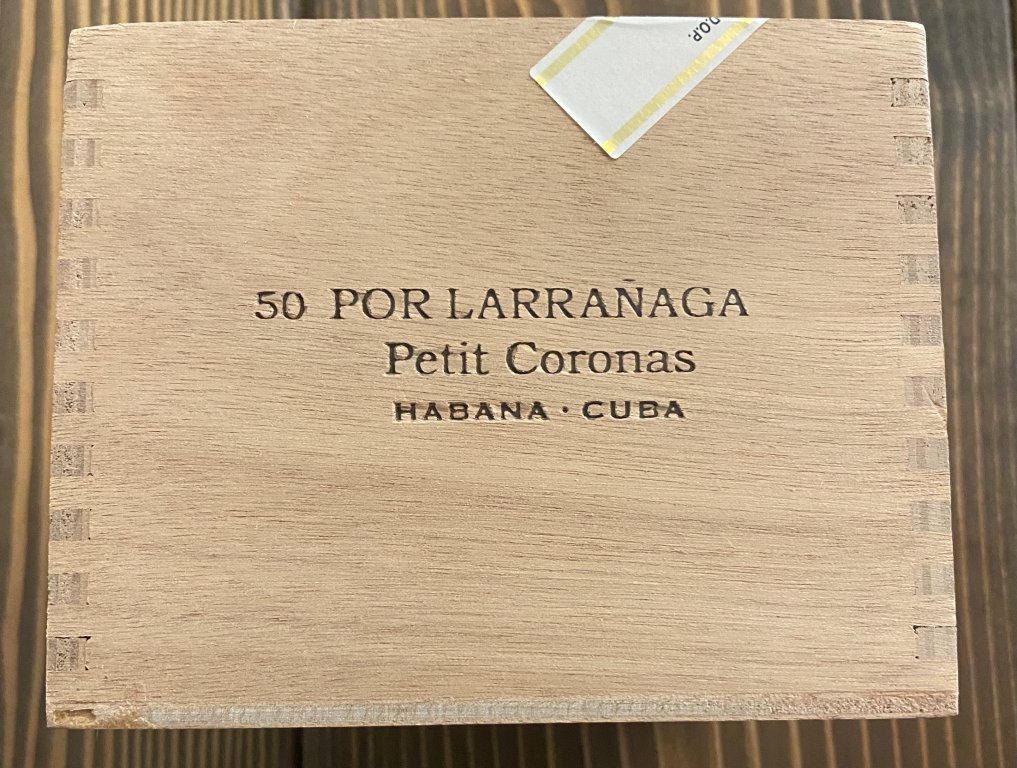 D.O.P.
50 POR LARRAÑAGA
Petit Coronas
HABANA · CUBA